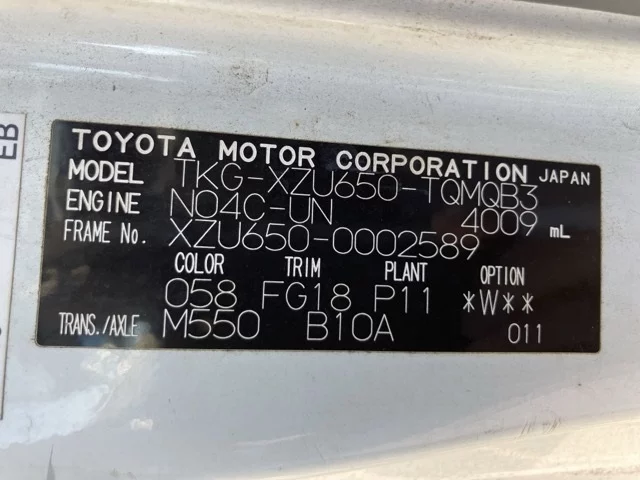 EB
TOYOTA MOTOR CORPORATION JAPAN
MODEL TKG-XZU650-TQMQB3
ENGINE N04C-UN 4009 mL
FRAME No. XZU650-0002589
COLOR TRIM PLANT OPTION
058 FG18 P11 *W**
TRANS./AXLE M550 B10A 011